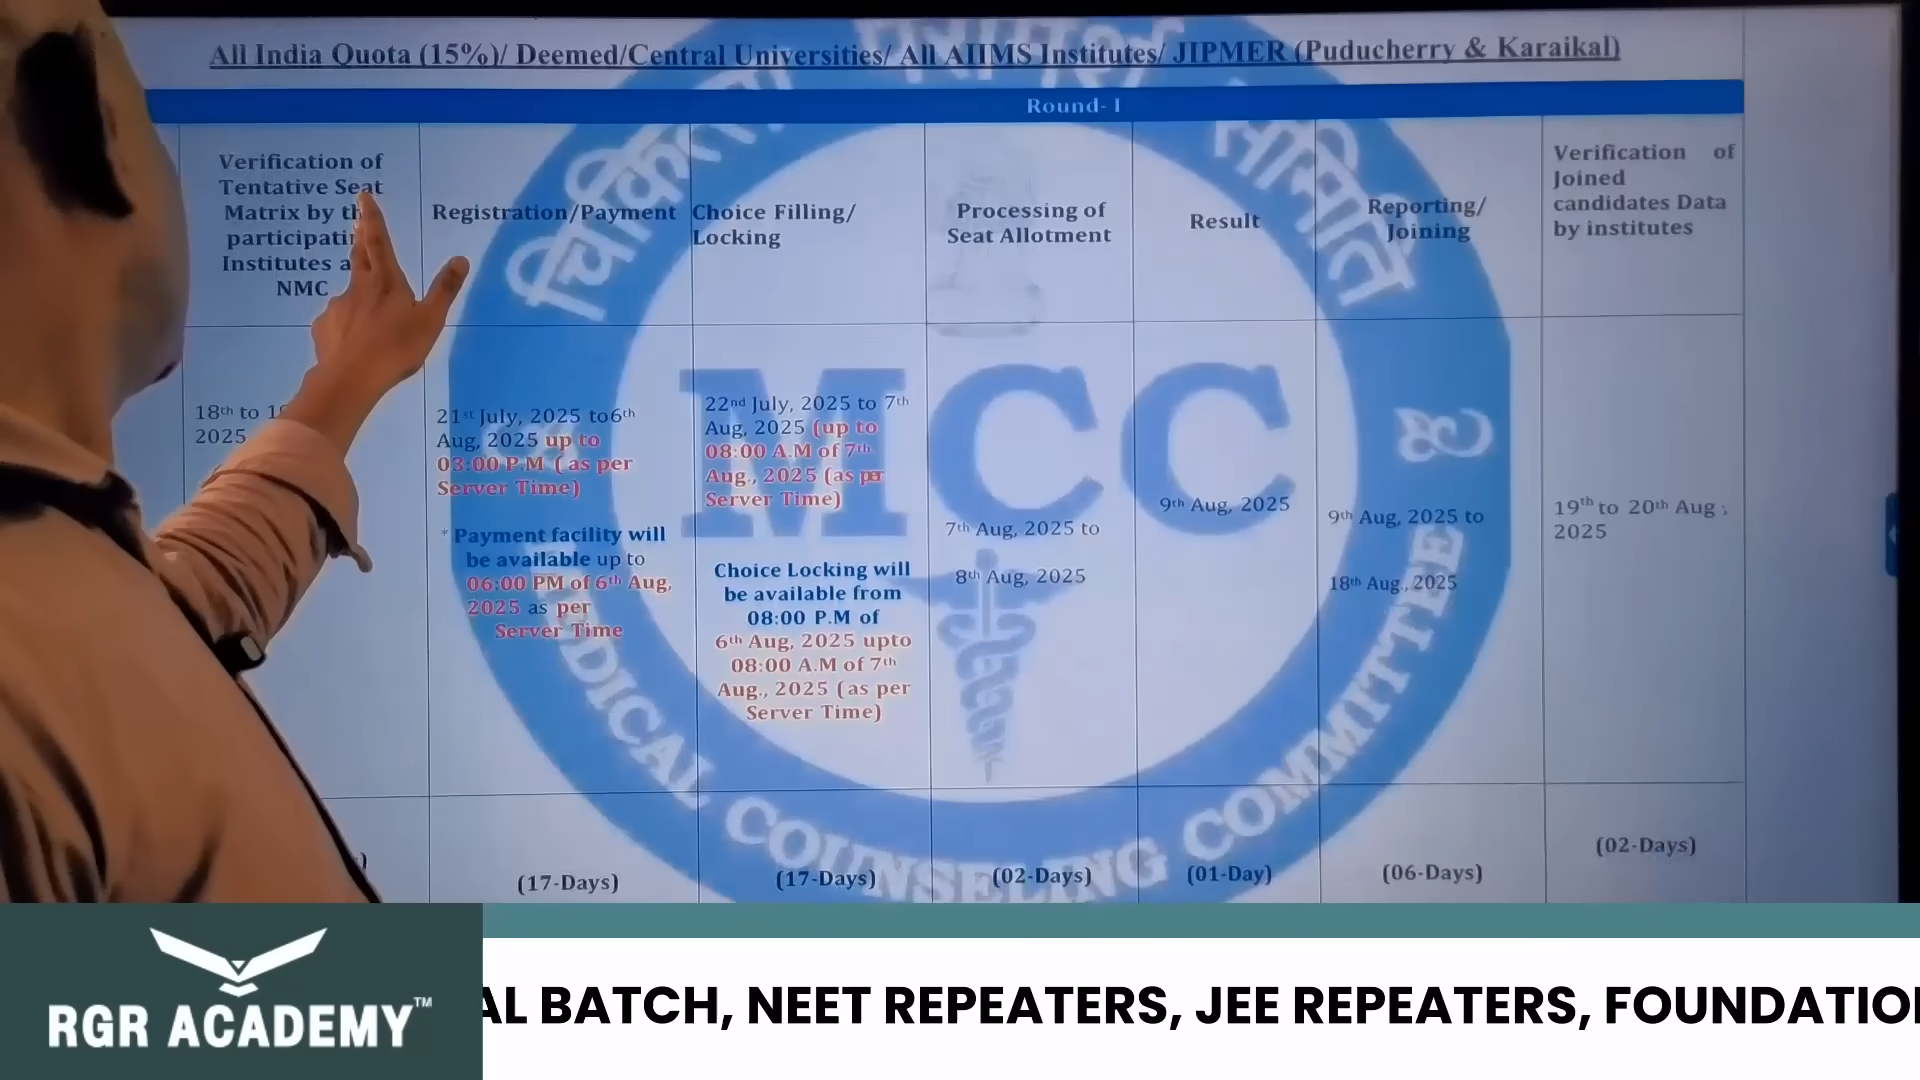 All India Quota (15%)/ Deemed/Central Universities/ All AIIMS Institutes/ JIPMER (Puducherry & Karaikal)
Round- I
Verification of
Tentative Seat
Matrix by
participati
Institutes a
NMC
Registration/Payment
Choice Filling/
Locking
Processing of
Seat Allotment
Result
Reporting/
Joining
Verification of
Joined
candidates Data
by institutes
18th to
2025
21st July, 2025 to6th
Aug, 2025 up to
03:00 P.M ( as per
Server Time)
* Payment facility will
be available up to
06:00 PM of 6th Aug,
2025 as per
Server Time
22nd July, 2025 to 7th
Aug, 2025 (up to
08:00 A.M of 7th
Aug., 2025 (as per
Server Time)
Choice Locking will
be available from
08:00 P.M of
6th Aug, 2025 upto
08:00 A.M of 7th
Aug., 2025 (as per
Server Time)
7th Aug, 2025 to
8th Aug, 2025
9th Aug, 2025
9th Aug, 2025 to
18th Aug., 2025
19th to 20th Aug ;
2025
(17-Days)
(17-Days)
(02-Days)
(01-Day)
(06-Days)
(02-Days)
समिति
MCC
MEDICAL COUNSELING COMMITTEE
RGR ACADEMY™
AL BATCH, NEET REPEATERS, JEE REPEATERS, FOUNDATION